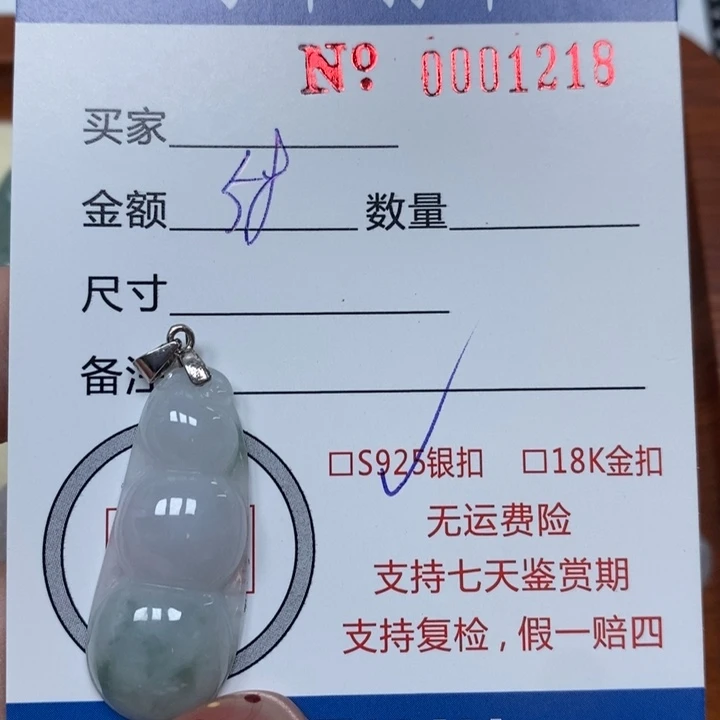 No 0001218
买家
金额 58 数量
尺寸
备注
□S925银扣 □18K金扣
无运费险
支持七天鉴赏期
支持复检，假一赔四